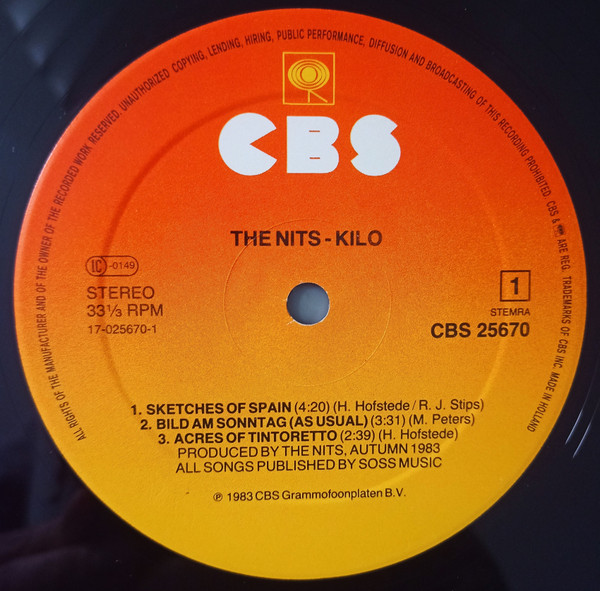 ALL RIGHTS OF THE MANUFACTURER AND OF THE OWNER OF THE RECORDED WORK RESERVED. UNAUTHORIZED COPYING, LENDING, HIRING, PUBLIC PERFORMANCE, DIFFUSION AND BROADCASTING OF THIS RECORDING PROHIBITED. CBS & ARE REG. TRADEMARKS OF CBS INC. MADE IN HOLLAND
CBS
THE NITS - KILO
IC -0149
STEREO
33⅓ RPM
17-025670-1
1
STEMRA
CBS 25670
1. SKETCHES OF SPAIN (4:20) (H. Hofstede / R. J. Stips)
2. BILD AM SONNTAG (AS USUAL) (3:31) (M. Peters)
3. ACRES OF TINTORETTO (2:39) (H. Hofstede)
PRODUCED BY THE NITS, AUTUMN 1983
ALL SONGS PUBLISHED BY SOSS MUSIC
℗ 1983 CBS Grammofoonplaten B.V.